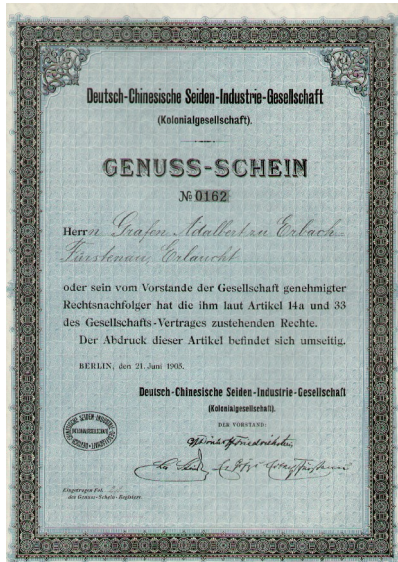 Deutsch-Chinesische Seiden-Industrie-Gesellschaft
(Kolonialgesellschaft).
GENUSS-SCHEIN
№ 0162
Herrn Grafen Adalbert zu Erbach
Fürstenau, Erlaucht
oder sein vom Vorstande der Gesellschaft genehmigter
Rechtsnachfolger hat die ihm laut Artikel 14a und 33
des Gesellschafts-Vertrages zustehenden Rechte.
Der Abdruck dieser Artikel befindet sich umseitig.
BERLIN, den 21. Juni 1903.
Deutsch-Chinesische Seiden-Industrie-Gesellschaft
(Kolonialgesellschaft).
DER VORSTAND:
Eingetragen Fol.
des Genuss-Schein-Registers